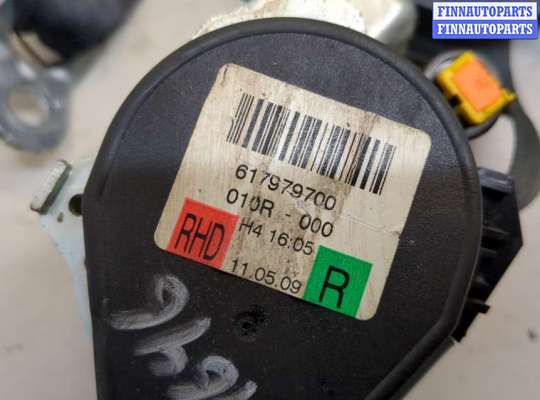 FINNAUTOPARTS
FINNAUTOPARTS
617979700
010R - 000
H4 16:05
RHD
11.05.09
R